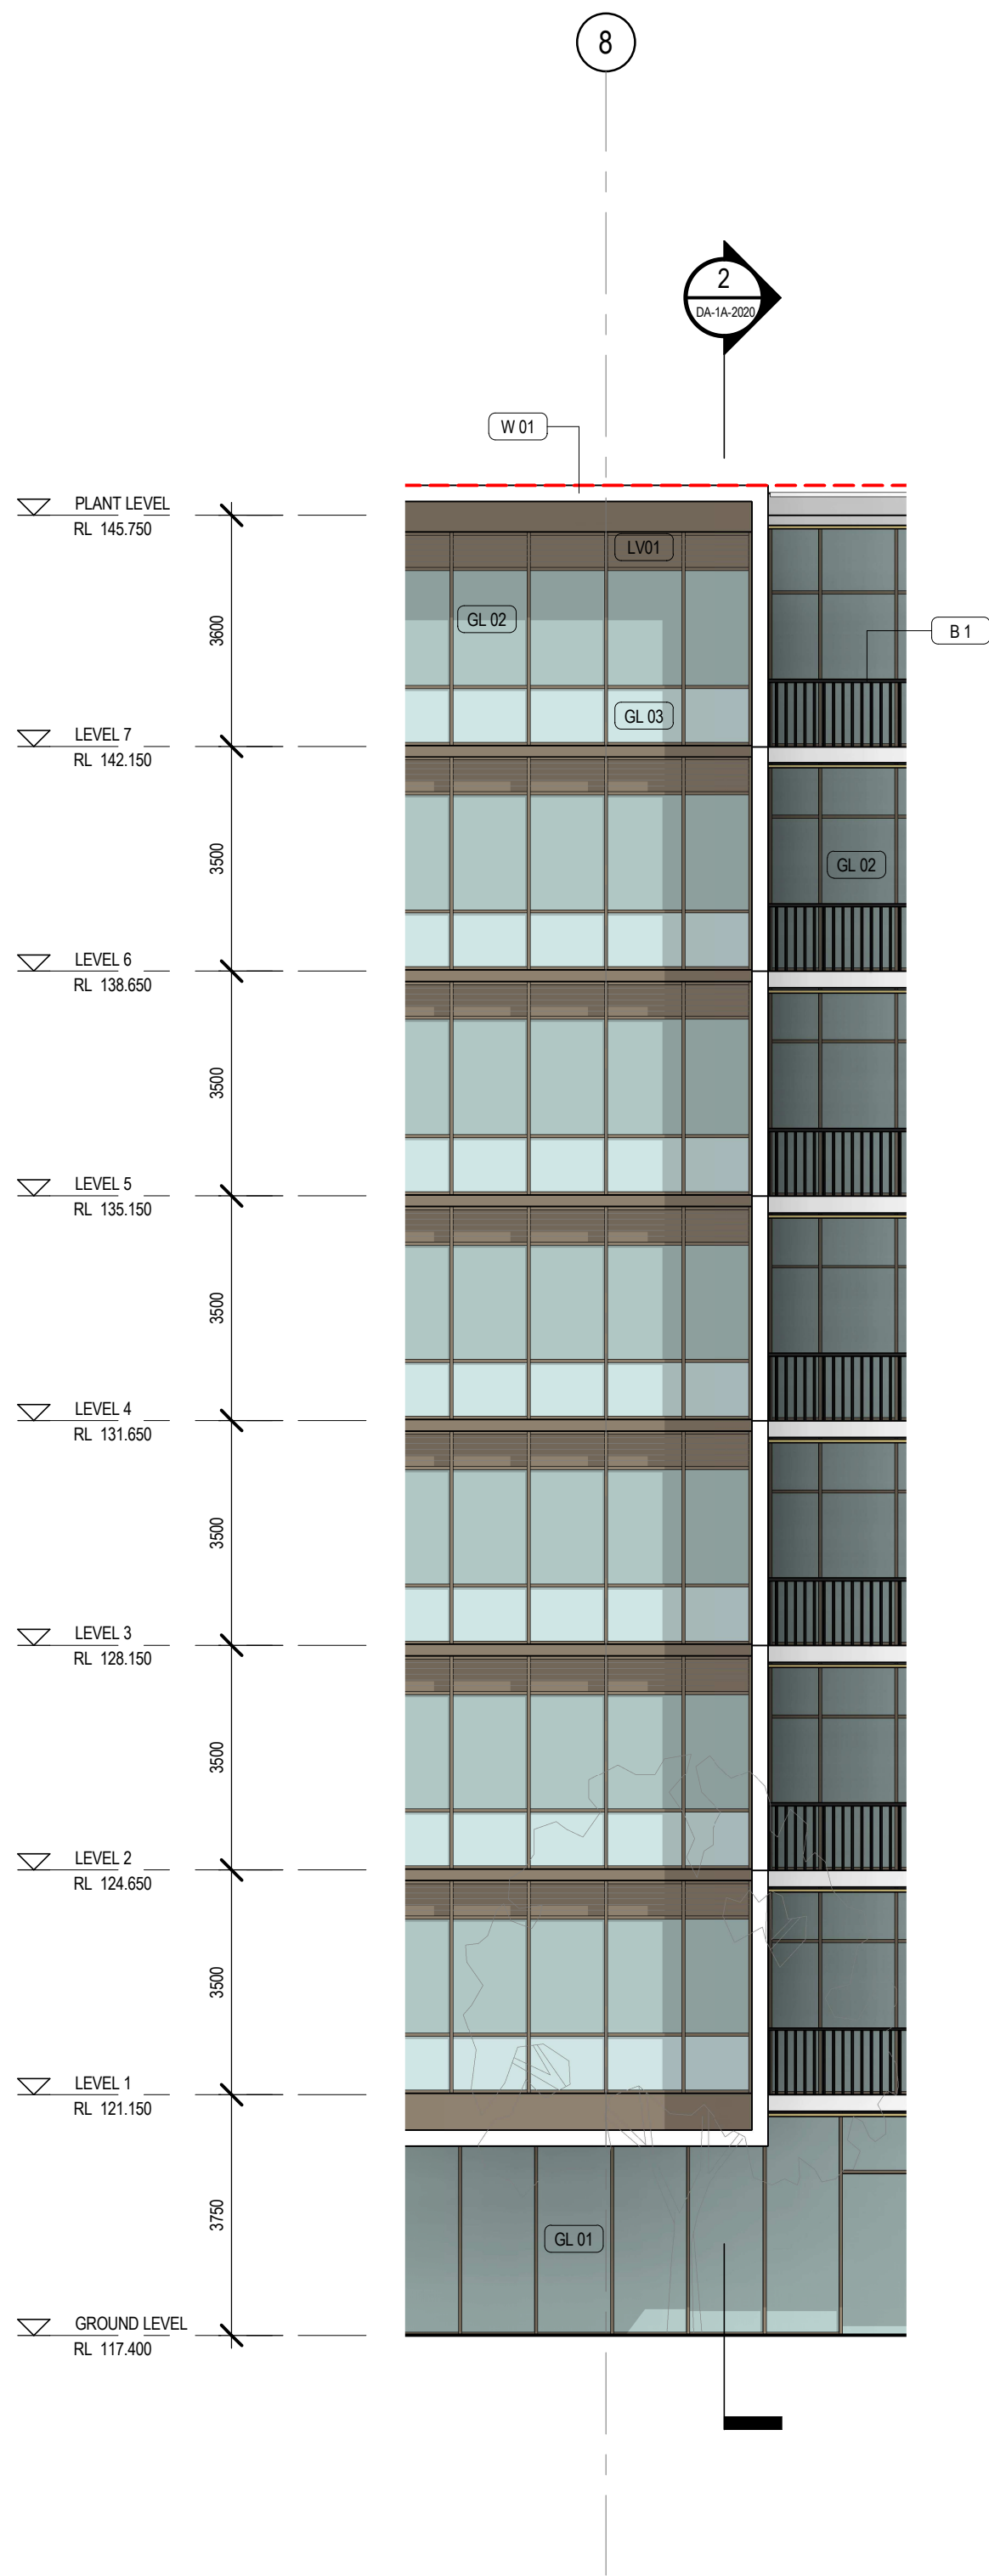 8
2
DA-1A-2020
W 01
PLANT LEVEL
RL 145.750
LV01
3600
GL 02
B 1
GL 03
LEVEL 7
RL 142.150
3500
GL 02
LEVEL 6
RL 138.650
3500
LEVEL 5
RL 135.150
3500
LEVEL 4
RL 131.650
3500
LEVEL 3
RL 128.150
3500
LEVEL 2
RL 124.650
3500
LEVEL 1
RL 121.150
3750
GL 01
GROUND LEVEL
RL 117.400